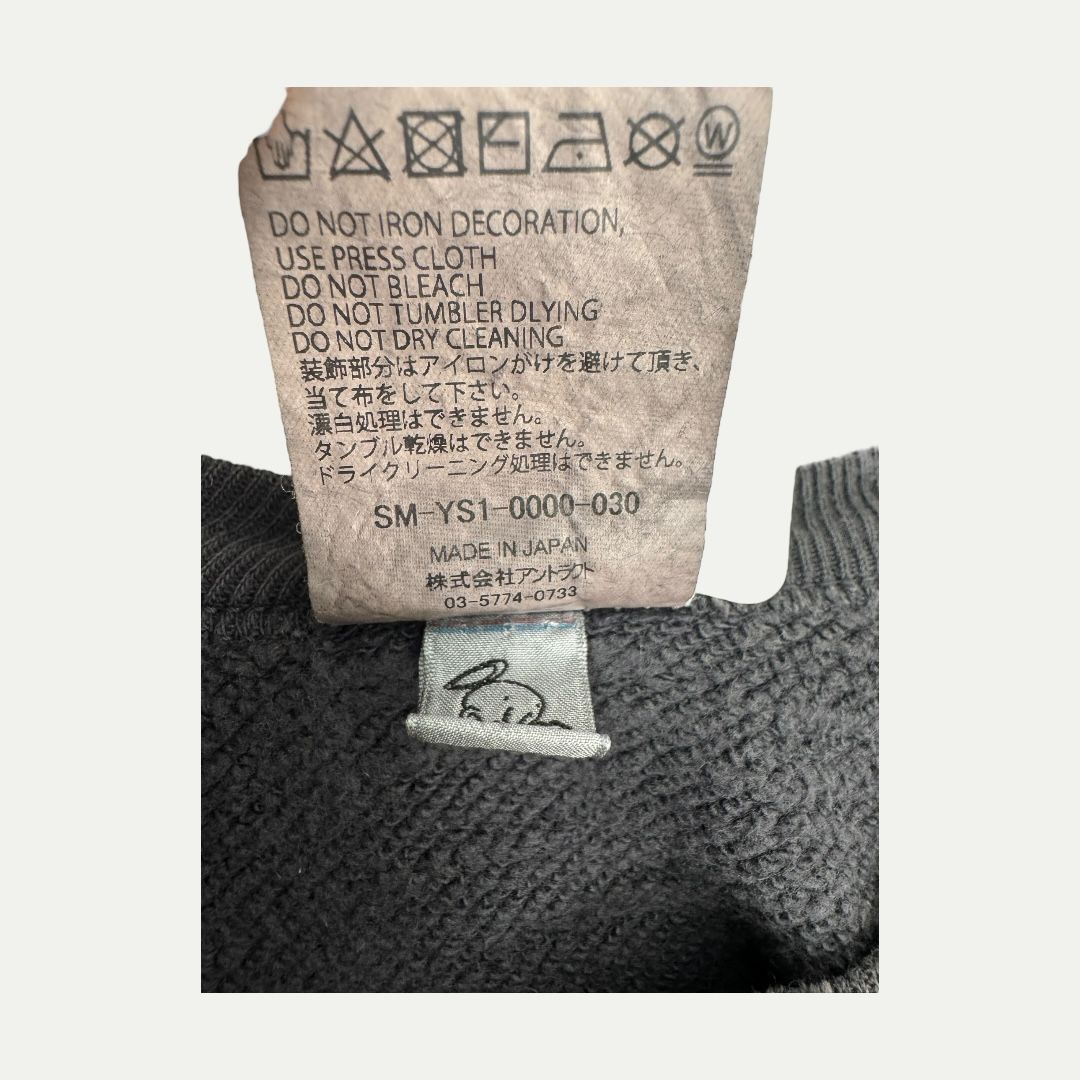 W
DO NOT IRON DECORATION,
USE PRESS CLOTH
DO NOT BLEACH
DO NOT TUMBLER DLYING
DO NOT DRY CLEANING
装飾部分はアイロンがけを避けて頂き、
当て布をして下さい。
漂白処理はできません。
タンブル乾燥はできません。
ドライクリーニング処理はできません。
SM-YS1-0000-030
MADE IN JAPAN
株式会社アントラクト
03-5774-0733